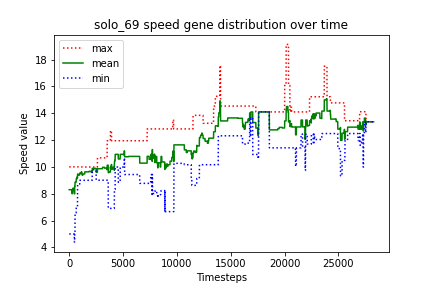 solo_69 speed gene distribution over time
max
mean
min
Speed value
18
16
14
12
10
8
6
4
0
5000
10000
15000
20000
25000
Timesteps